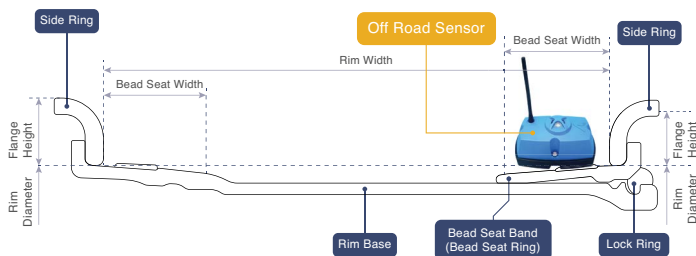 Side Ring
Off Road Sensor
Side Ring
Bead Seat Width
Rim Width
Bead Seat Width
Flange
Height
Flange
Height
Rim
Diameter
Rim
Diameter
Rim Base
Bead Seat Band
(Bead Seat Ring)
Lock Ring